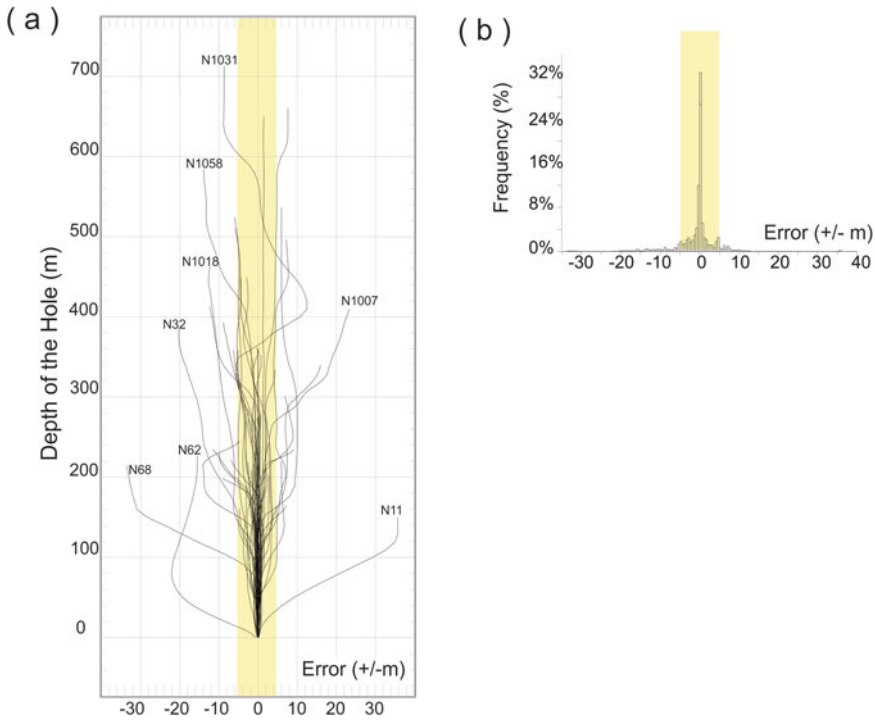 ( a )
Depth of the Hole (m)
700
600
500
400
300
200
100
0
N1031
N1058
N1018
N1007
N32
N62
N68
N11
Error (+/-m)
-30 -20 -10 0 10 20 30
( b )
Frequency (%)
32%
24%
16%
8%
0%
Error (+/- m)
-30 -20 -10 0 10 20 30 40